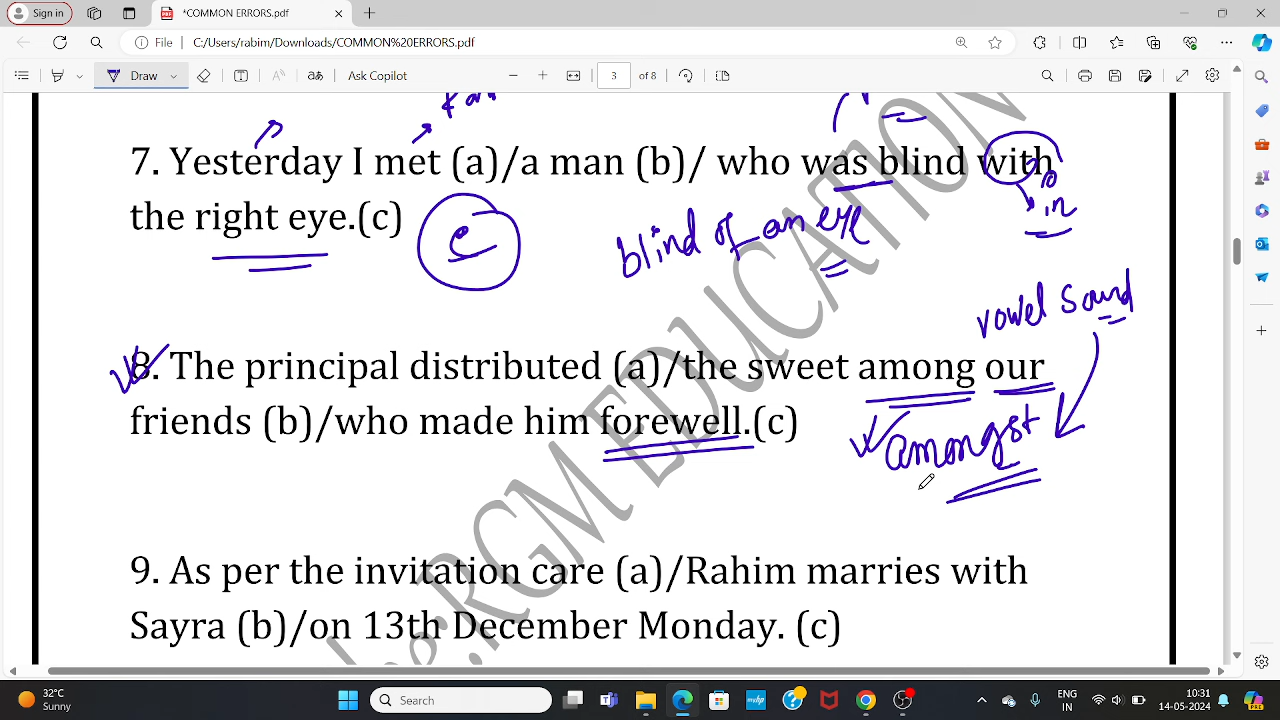 Sign in
*COMMON ERRORS.pdf
File C:/Users/rabim/Downloads/COMMON%20ERRORS.pdf
Draw
Ask Copilot
3 of 8
7. Yesterday I met (a)/a man (b)/ who was blind with
in
the right eye.(c)
c
blind of an eye
vowel sound
8. The principal distributed (a)/the sweet among our
friends (b)/who made him forewell.(c)
amongst
9. As per the invitation care (a)/Rahim marries with
Sayra (b)/on 13th December Monday. (c)
RGM EDUCATION
32°C
Sunny
Search
ENG
IN
10:31
14-05-2024